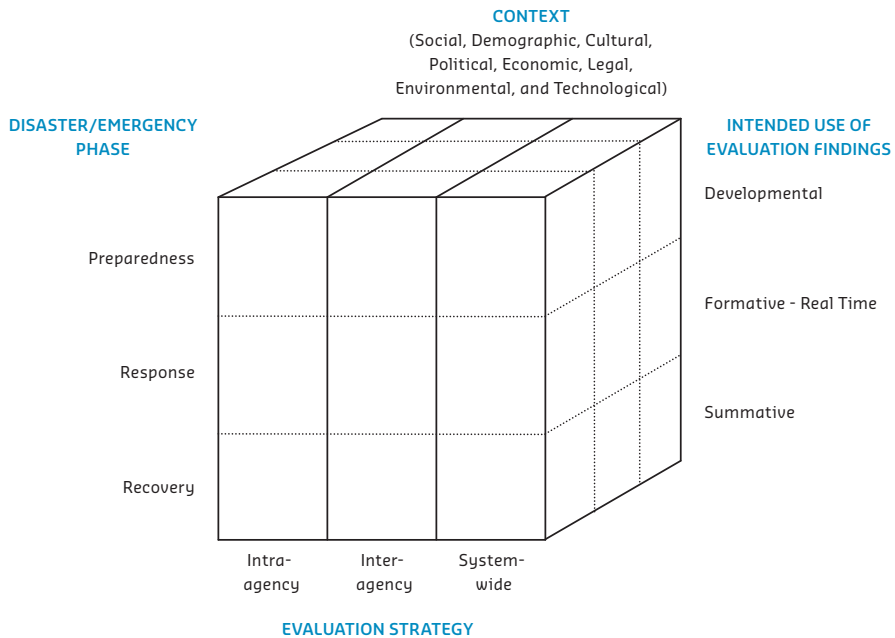 CONTEXT
(Social, Demographic, Cultural,
Political, Economic, Legal,
Environmental, and Technological)
DISASTER/EMERGENCY
PHASE
INTENDED USE OF
EVALUATION FINDINGS
Developmental
Preparedness
Formative - Real Time
Response
Summative
Recovery
Intra-
agency
Inter-
agency
System-
wide
EVALUATION STRATEGY